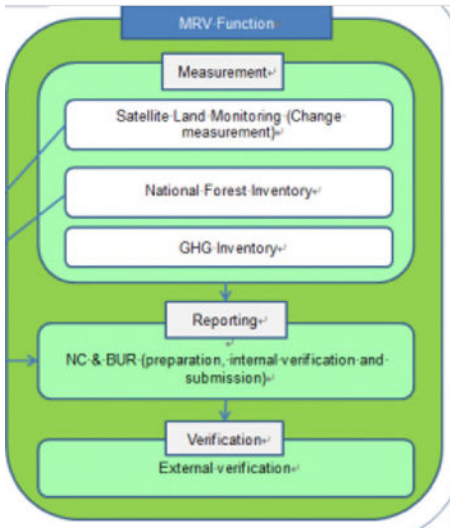 MRV Function
Measurement
Satellite Land Monitoring (Change
measurement)
National Forest Inventory
GHG Inventory
Reporting
NC & BUR (preparation, internal verification and
submission)
Verification
External verification